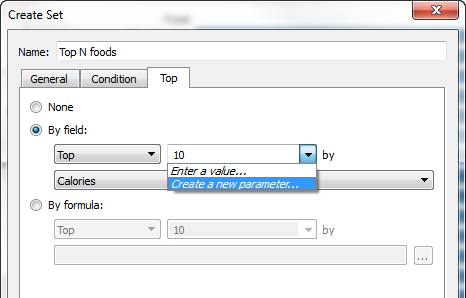 Create Set
Name: Top N foods
General Condition Top
None
By field:
Top 10 by
Enter a value...
Create a new parameter...
Calories
By formula:
Top 10 by
...